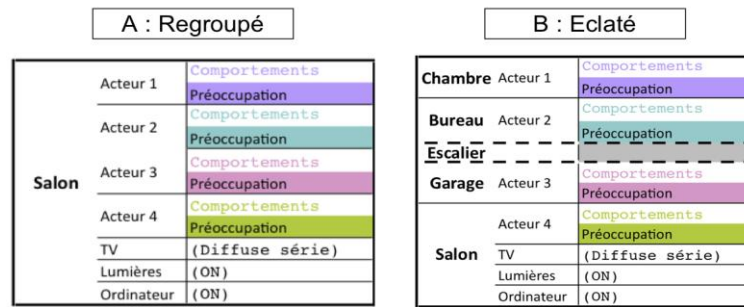 A : Regroupé
Salon
Acteur 1
Comportements
Préoccupation
Acteur 2
Comportements
Préoccupation
Acteur 3
Comportements
Préoccupation
Acteur 4
Comportements
Préoccupation
TV (Diffuse série)
Lumières (ON)
Ordinateur (ON)
B : Eclaté
Chambre Acteur 1
Comportements
Préoccupation
Bureau Acteur 2
Comportements
Préoccupation
Escalier
Garage Acteur 3
Comportements
Préoccupation
Salon
Acteur 4
Comportements
Préoccupation
TV (Diffuse série)
Lumières (ON)
Ordinateur (ON)